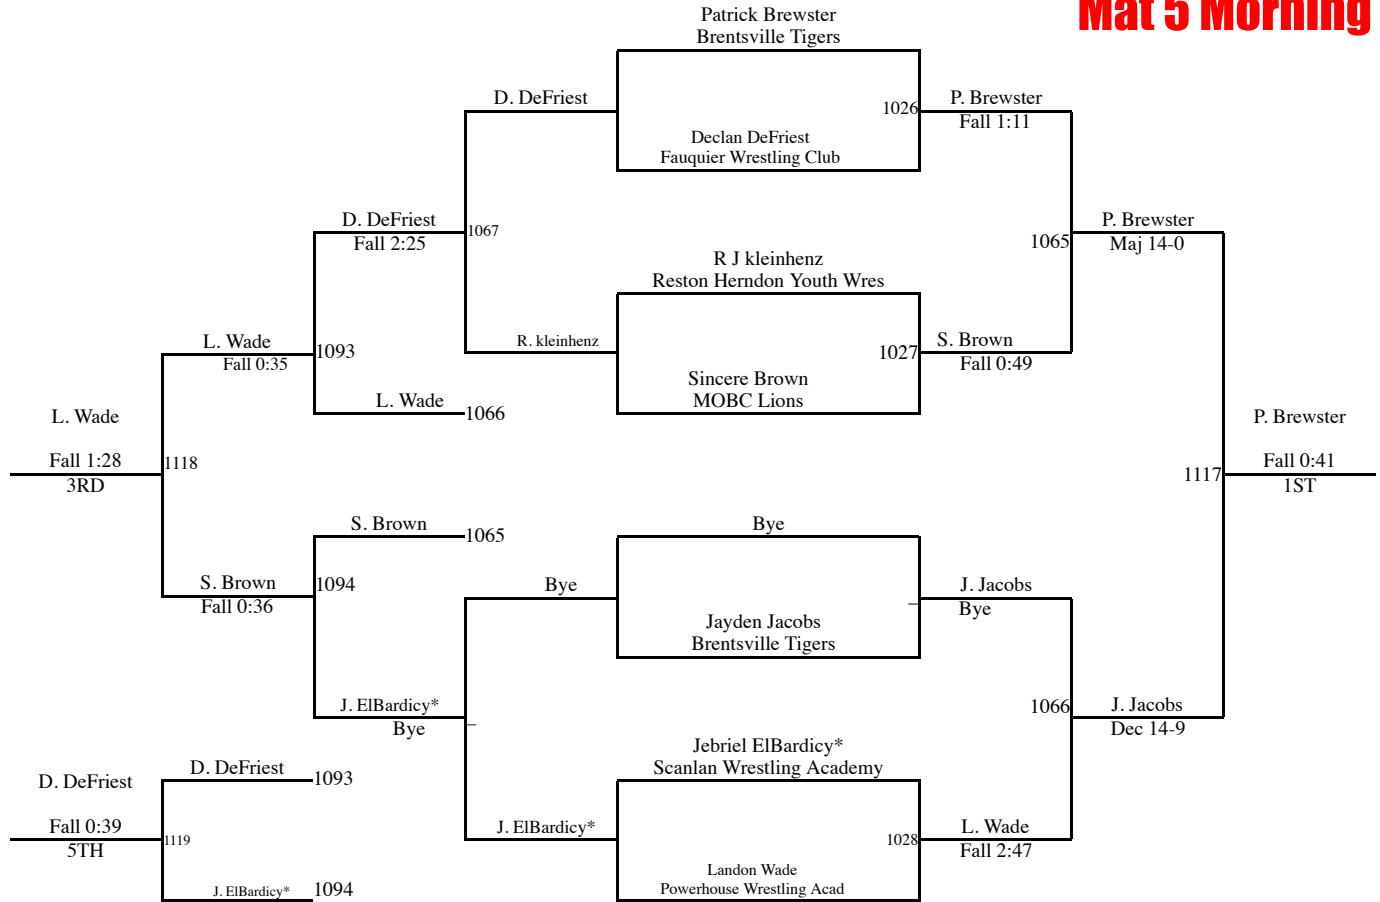 Mat 5 Morning
Patrick Brewster
Brentsville Tigers
D. DeFriest
1026
P. Brewster
Fall 1:11
Declan DeFriest
Fauquier Wrestling Club
D. DeFriest
Fall 2:25
1067
1065
P. Brewster
Maj 14-0
R J kleinhenz
Reston Herndon Youth Wres
L. Wade
Fall 0:35
1093
R. kleinhenz
1027
S. Brown
Fall 0:49
Sincere Brown
MOBC Lions
L. Wade
1066
L. Wade
Fall 1:28
3RD
1118
P. Brewster
1117
Fall 0:41
1ST
S. Brown
1065
Bye
S. Brown
Fall 0:36
1094
Bye
J. Jacobs
Bye
Jayden Jacobs
Brentsville Tigers
J. ElBardicy*
Bye
1066
J. Jacobs
Dec 14-9
Jebriel ElBardicy*
Scanlan Wrestling Academy
D. DeFriest
1093
D. DeFriest
Fall 0:39
5TH
1119
J. ElBardicy*
1028
L. Wade
Fall 2:47
Landon Wade
Powerhouse Wrestling Acad
J. ElBardicy*
1094